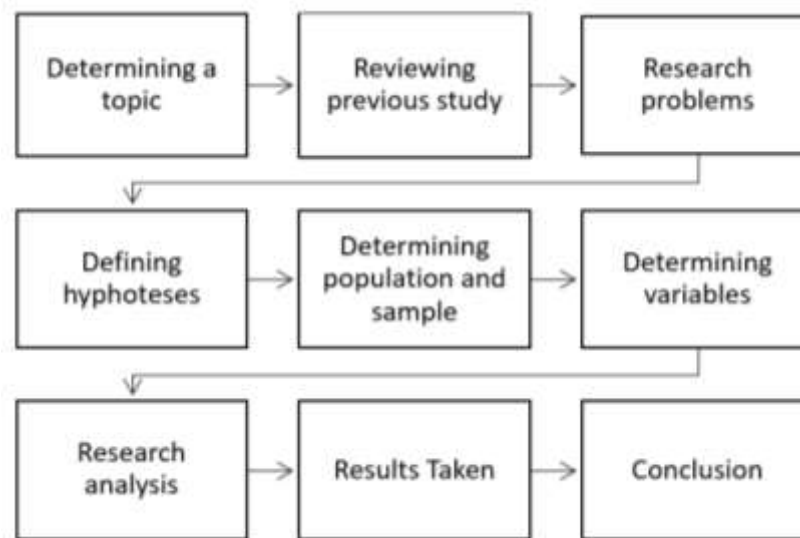 Determining a
topic
Reviewing
previous study
Research
problems
Defining
hyphoteses
Determining
population and
sample
Determining
variables
Research
analysis
Results Taken
Conclusion